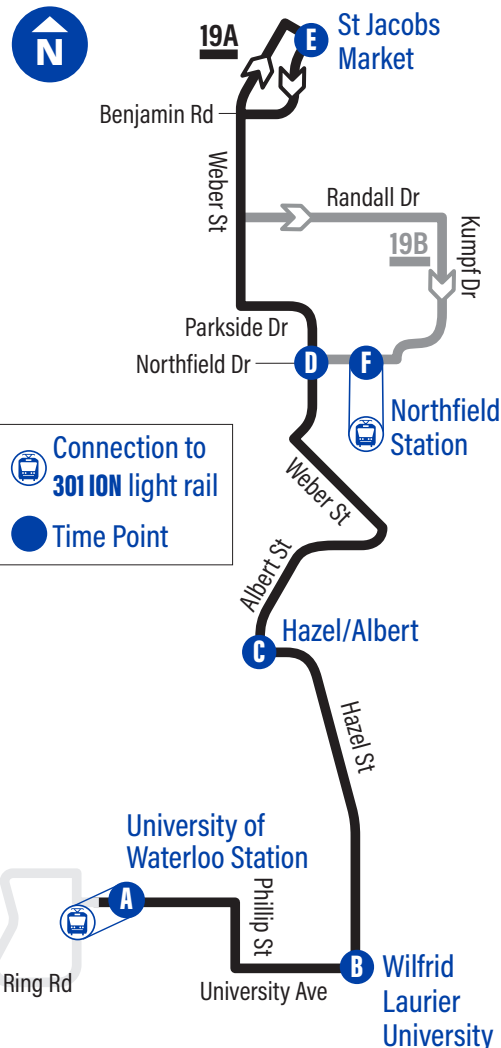 N
19A
E
St Jacobs
Market
Benjamin Rd
Weber St
Randall Dr
19B
Kumpf Dr
Parkside Dr
Northfield Dr
D
F
Northfield
Station
Connection to
301 ION light rail
Time Point
Weber St
Albert St
C
Hazel/Albert
Hazel St
University of
Waterloo Station
A
Phillip St
Ring Rd
University Ave
B
Wilfrid
Laurier
University